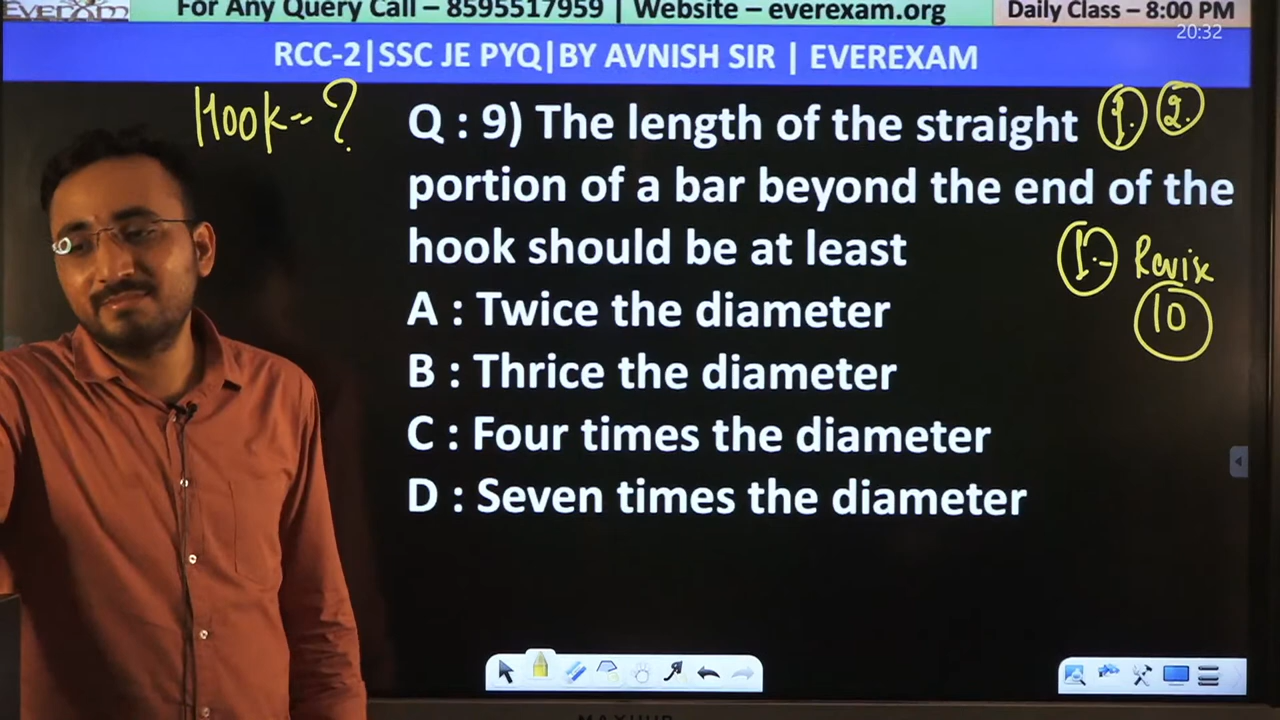 For Any Query Call – 8595517959 | Website – everexam.org
Daily Class – 8:00 PM
20:32
RCC-2|SSC JE PYQ|BY AVNISH SIR | EVEREXAM
Hook = ?
Q : 9) The length of the straight
1. 2.
portion of a bar beyond the end of the
hook should be at least
1.- Revise
10
A : Twice the diameter
B : Thrice the diameter
C : Four times the diameter
D : Seven times the diameter